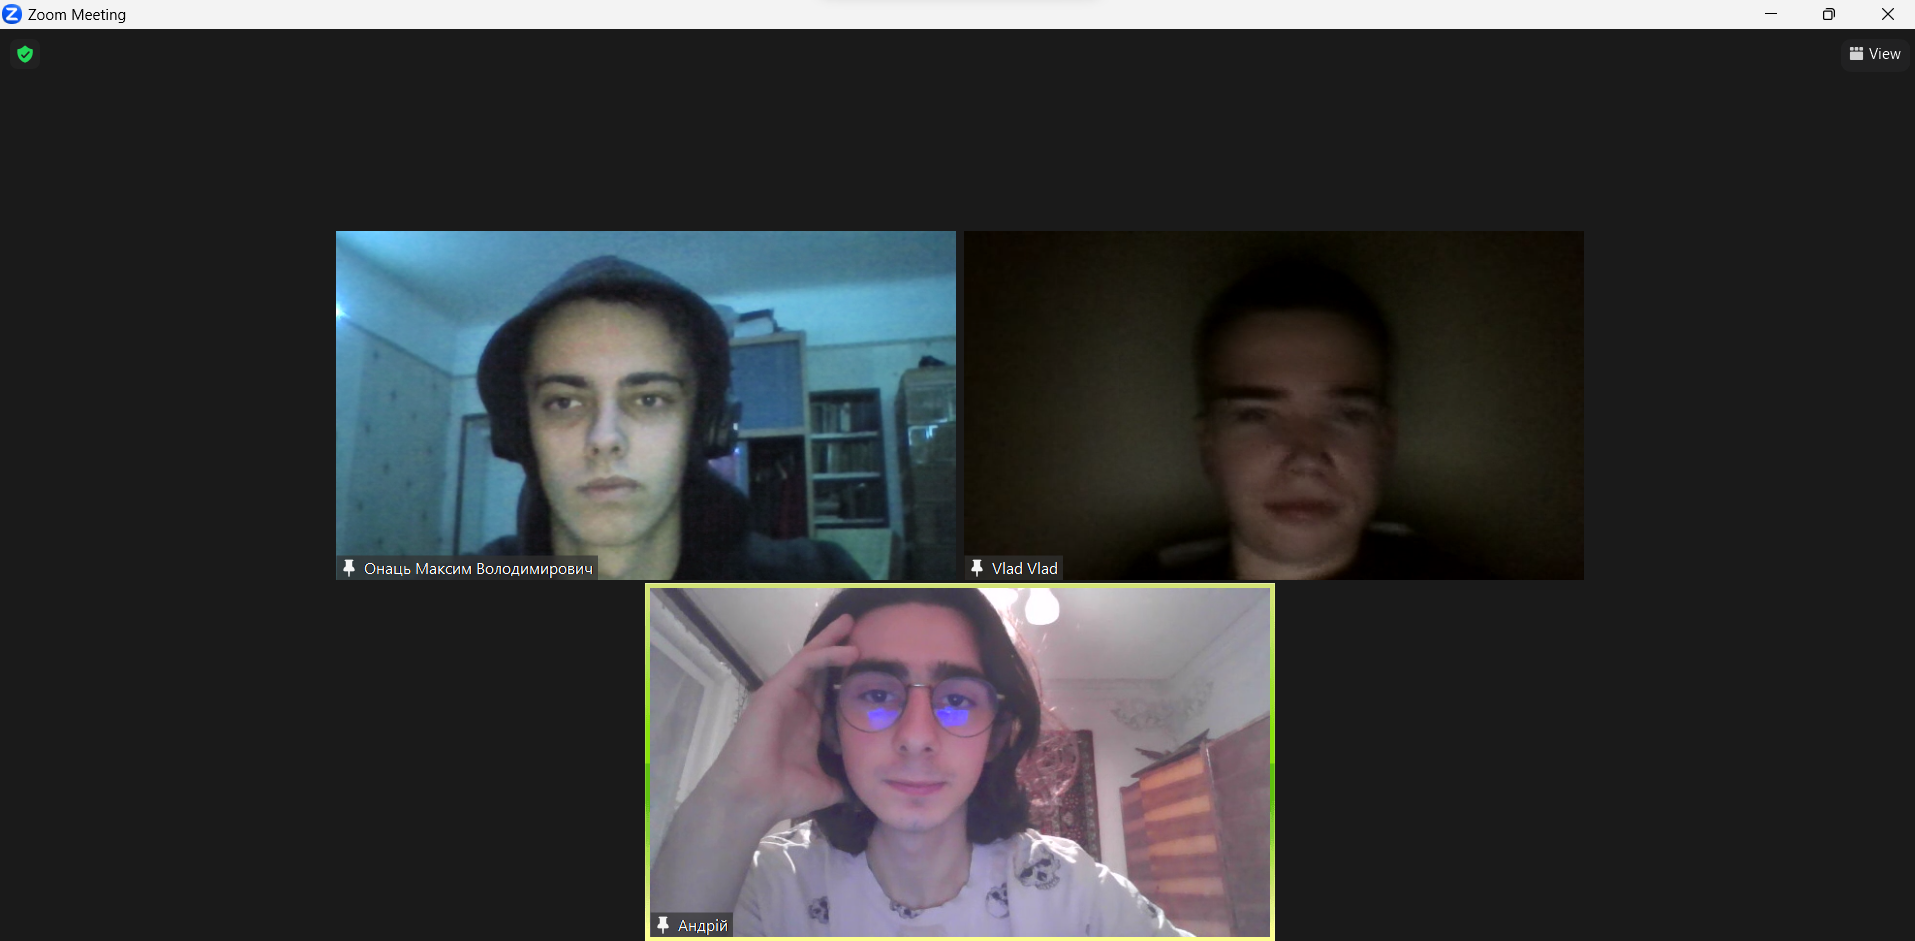 Zoom Meeting
View
Онаць Максим Володимирович
Vlad Vlad
Андрій